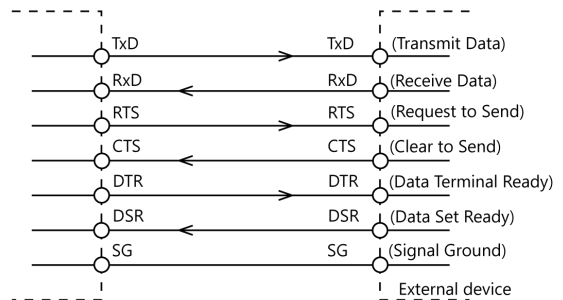 TxD TxD (Transmit Data)
RxD RxD (Receive Data)
RTS RTS (Request to Send)
CTS CTS (Clear to Send)
DTR DTR (Data Terminal Ready)
DSR DSR (Data Set Ready)
SG SG (Signal Ground)
External device